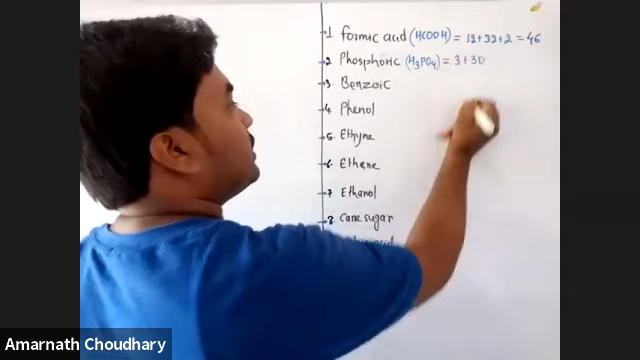 1 Formic acid (HCOOH) = 12+32+2 = 46
2. Phosphoric (H3PO4) = 3+30
3. Benzoic
4. Phenol
5. Ethyne
6. Ethene
7 Ethanol
8. Cane sugar
Amarnath Choudhary